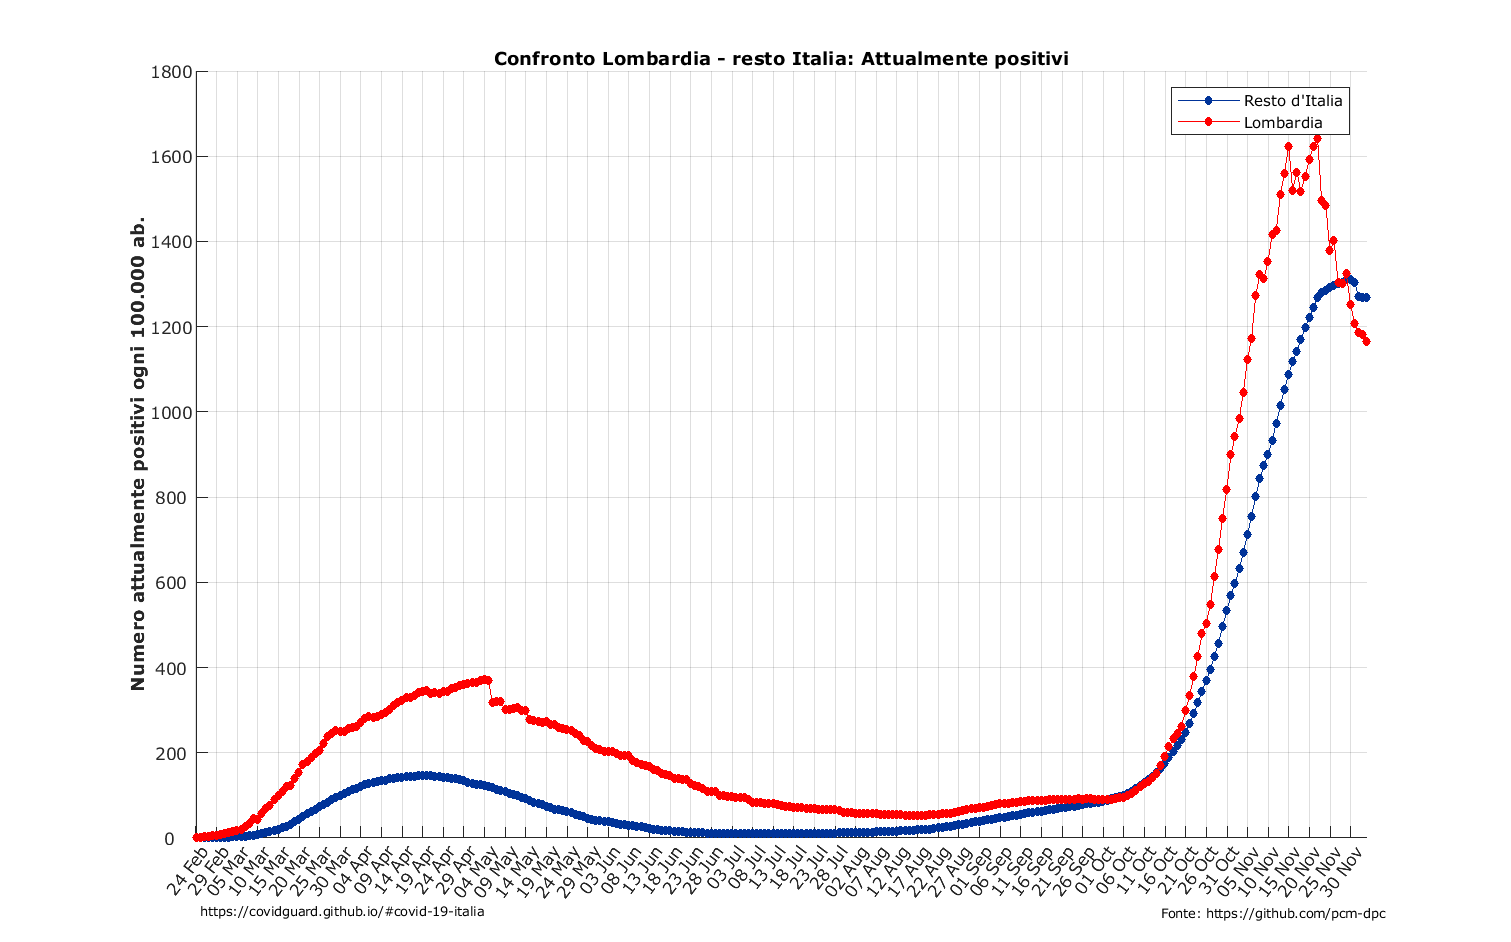 Confronto Lombardia - resto Italia: Attualmente positivi
Numero attualmente positivi ogni 100.000 ab.
1800
1600
1400
1200
1000
800
600
400
200
0
Resto d'Italia
Lombardia
24 Feb
29 Feb
05 Mar
10 Mar
15 Mar
20 Mar
25 Mar
30 Mar
04 Apr
09 Apr
14 Apr
19 Apr
24 Apr
29 Apr
04 May
09 May
14 May
19 May
24 May
29 May
03 Jun
08 Jun
13 Jun
18 Jun
23 Jun
28 Jun
03 Jul
08 Jul
13 Jul
18 Jul
23 Jul
28 Jul
02 Aug
07 Aug
12 Aug
17 Aug
22 Aug
27 Aug
01 Sep
06 Sep
11 Sep
16 Sep
21 Sep
26 Sep
01 Oct
06 Oct
11 Oct
16 Oct
21 Oct
26 Oct
31 Oct
05 Nov
10 Nov
15 Nov
20 Nov
25 Nov
30 Nov
https://covidguard.github.io/#covid-19-italia
Fonte: https://github.com/pcm-dpc